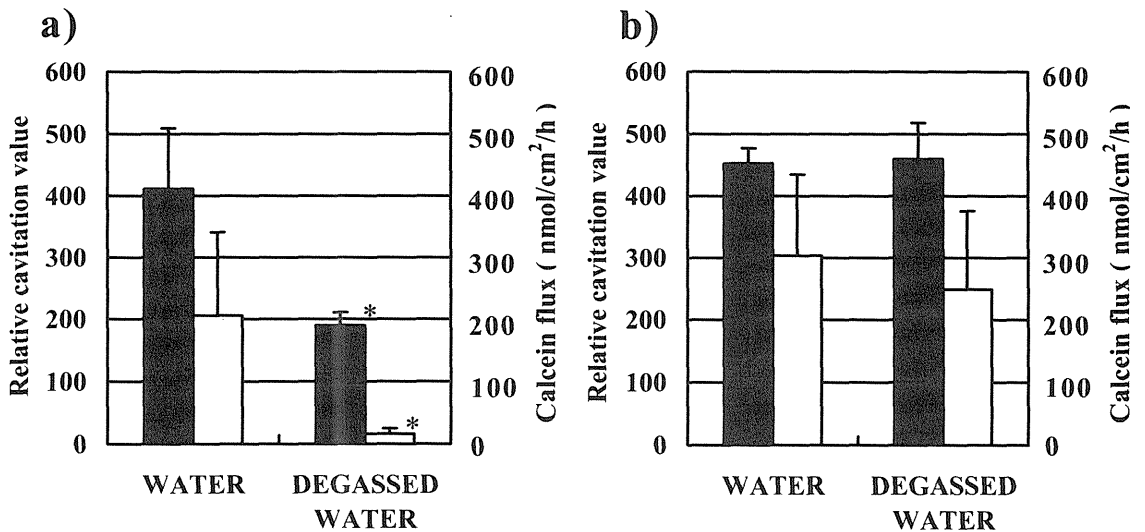 a)
600
500
400
300
200
100
0
Relative cavitation value
600
500
400
300
200
100
0
Calcein flux ( nmol/cm²/h )
*
*
WATER
DEGASSED
WATER
b)
600
500
400
300
200
100
0
Relative cavitation value
600
500
400
300
200
100
0
Calcein flux ( nmol/cm²/h )
WATER
DEGASSED
WATER